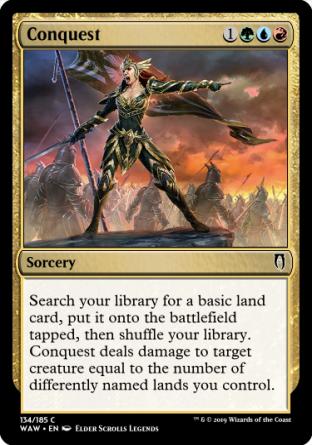 Conquest 1
Sorcery
Search your library for a basic land
card, put it onto the battlefield
tapped, then shuffle your library.
Conquest deals damage to target
creature equal to the number of
differently named lands you control.
134/185 C
WAW • EN Elder Scrolls Legends
™ & © 2019 Wizards of the Coast